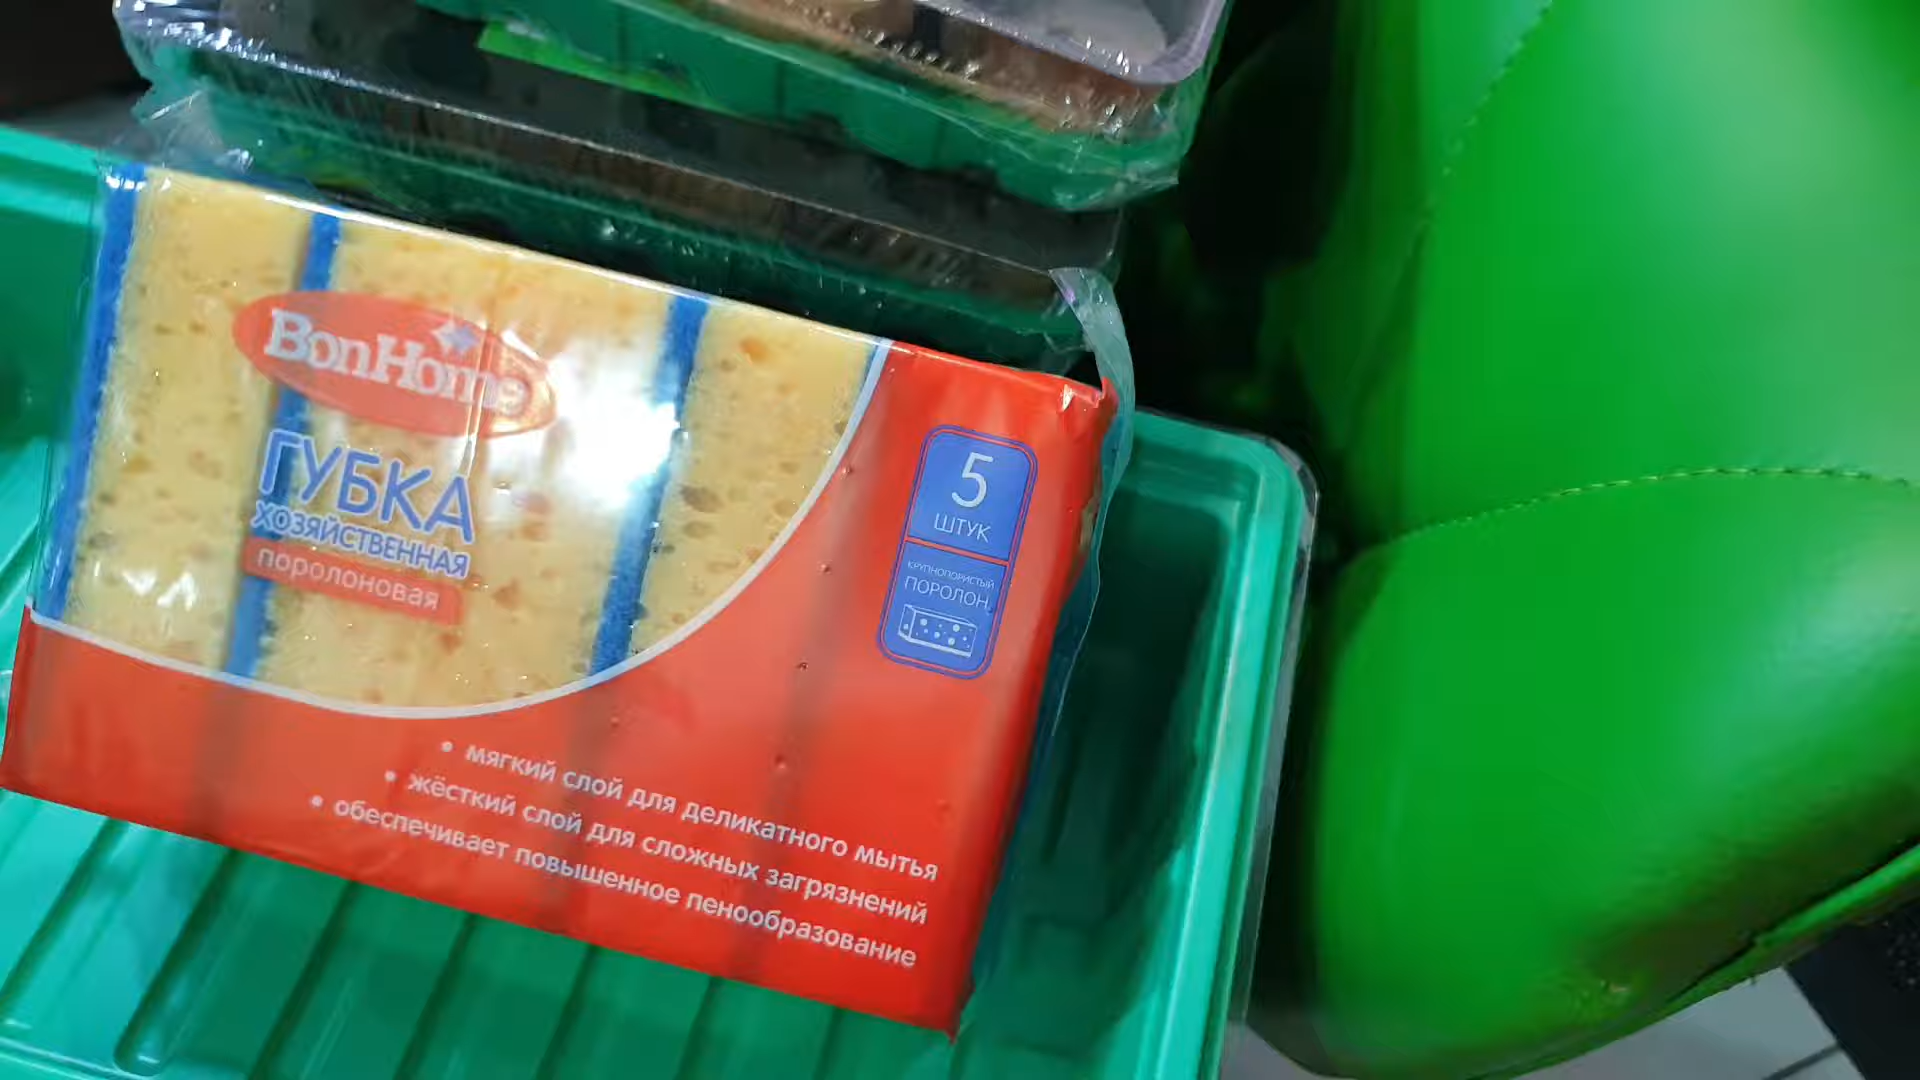 BonHome
ГУБКА
ХОЗЯЙСТВЕННАЯ
поролоновая
5
ШТУК
КРУПНОПОРИСТЫЙ
ПОРОЛОН
• мягкий слой для деликатного мытья
• жёсткий слой для сложных загрязнений
• обеспечивает повышенное пенообразование